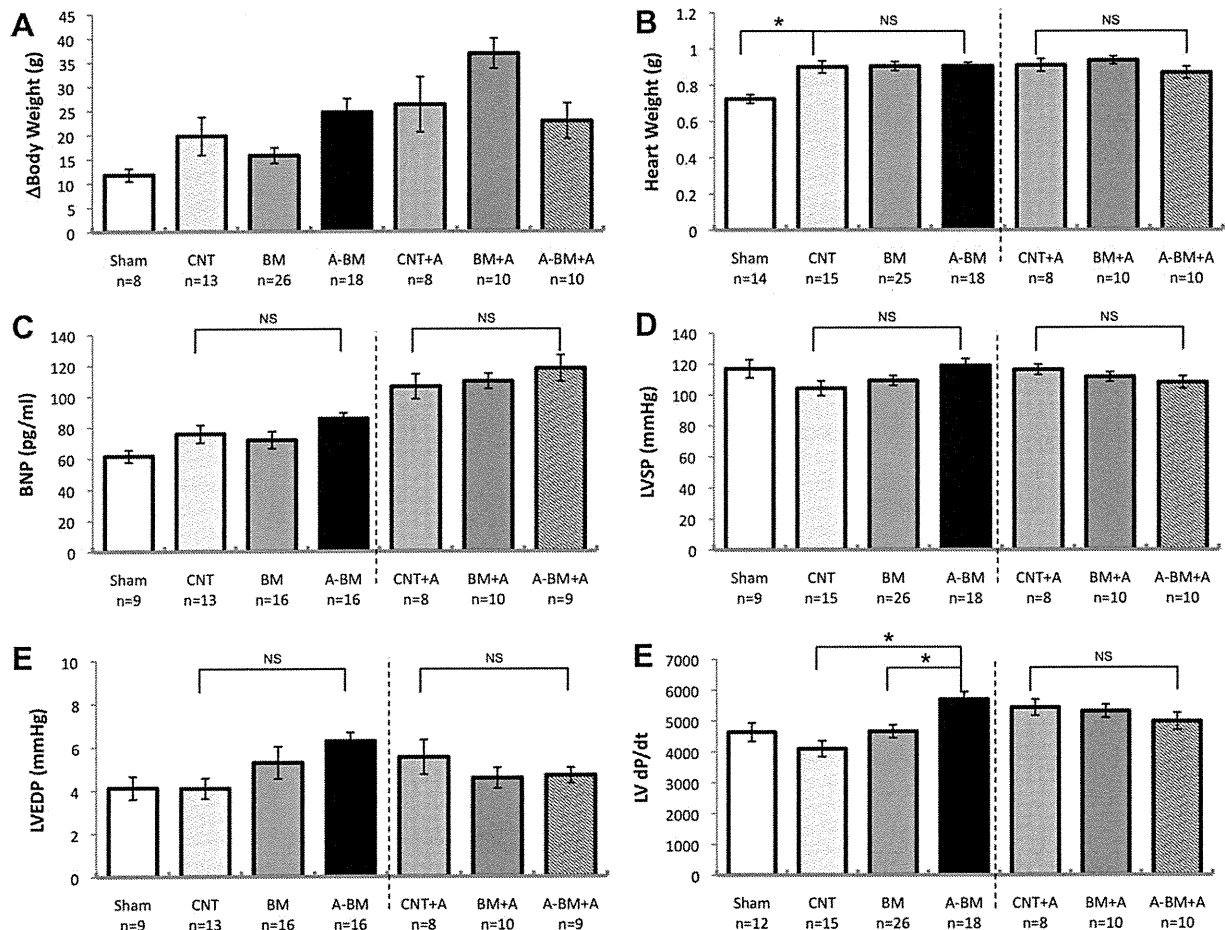 A
ΔBody Weight (g)
45
40
35
30
25
20
15
10
5
0
Sham CNT BM A-BM CNT+A BM+A A-BM+A
n=8 n=13 n=26 n=18 n=8 n=10 n=10
B
Heart Weight (g)
1.2
1
0.8
0.6
0.4
0.2
0
* NS NS
Sham CNT BM A-BM CNT+A BM+A A-BM+A
n=14 n=15 n=25 n=18 n=8 n=10 n=10
C
BNP (pg/ml)
140
120
100
80
60
40
20
0
NS NS
Sham CNT BM A-BM CNT+A BM+A A-BM+A
n=9 n=13 n=16 n=16 n=8 n=10 n=9
D
LVSP (mmHg)
140
120
100
80
60
40
20
0
NS NS
Sham CNT BM A-BM CNT+A BM+A A-BM+A
n=9 n=15 n=26 n=18 n=8 n=10 n=10
E
LVEDP (mmHg)
10
8
6
4
2
0
NS NS
Sham CNT BM A-BM CNT+A BM+A A-BM+A
n=9 n=13 n=16 n=16 n=8 n=10 n=9
E
LV dP/dt
7000
6000
5000
4000
3000
2000
1000
0
*
* NS
Sham CNT BM A-BM CNT+A BM+A A-BM+A
n=12 n=15 n=26 n=18 n=8 n=10 n=10